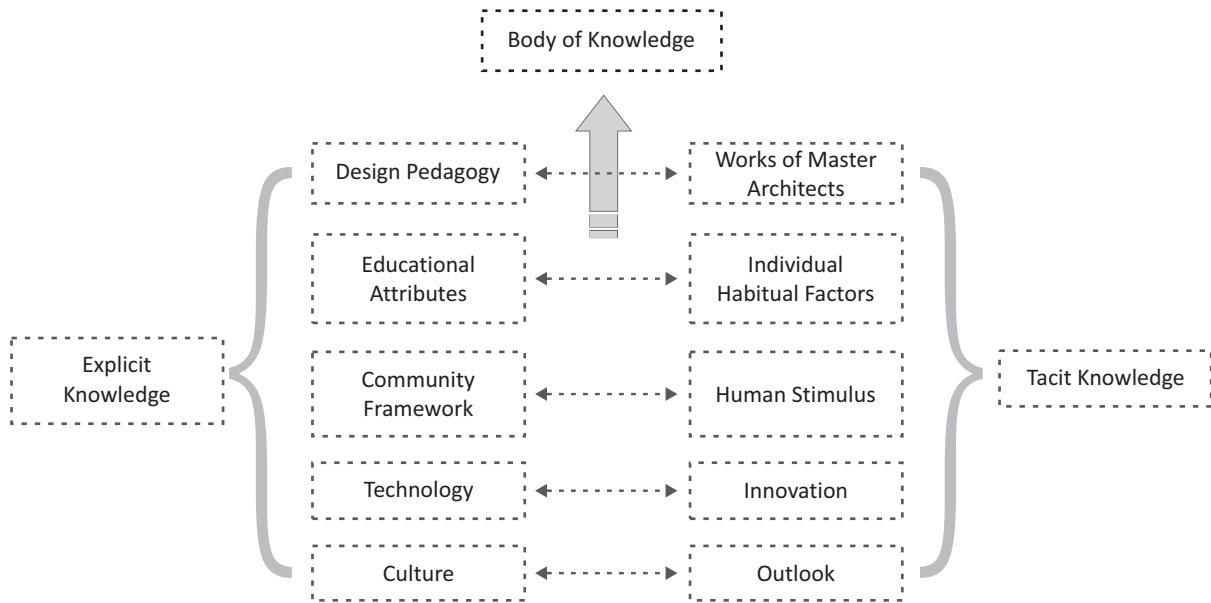 Body of Knowledge
Design Pedagogy
Works of Master
Architects
Educational
Attributes
Individual
Habitual Factors
Explicit
Knowledge
Community
Framework
Human Stimulus
Tacit Knowledge
Technology
Innovation
Culture
Outlook